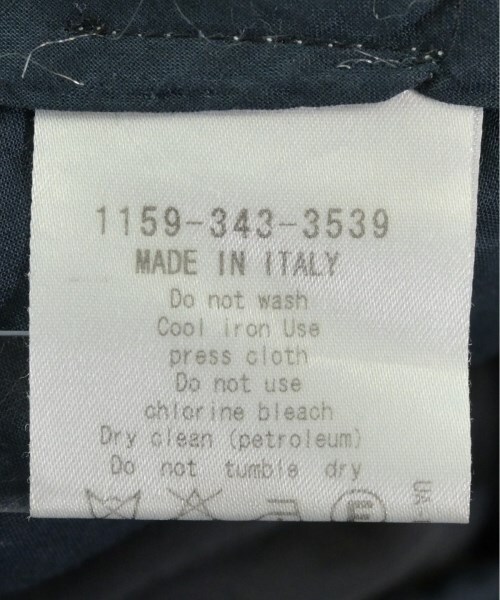 1159-343-3539
MADE IN ITALY
Do not wash
Cool iron Use
press cloth
Do not use
chlorine bleach
Dry clean (petroleum)
Do not tumble dry
UA-